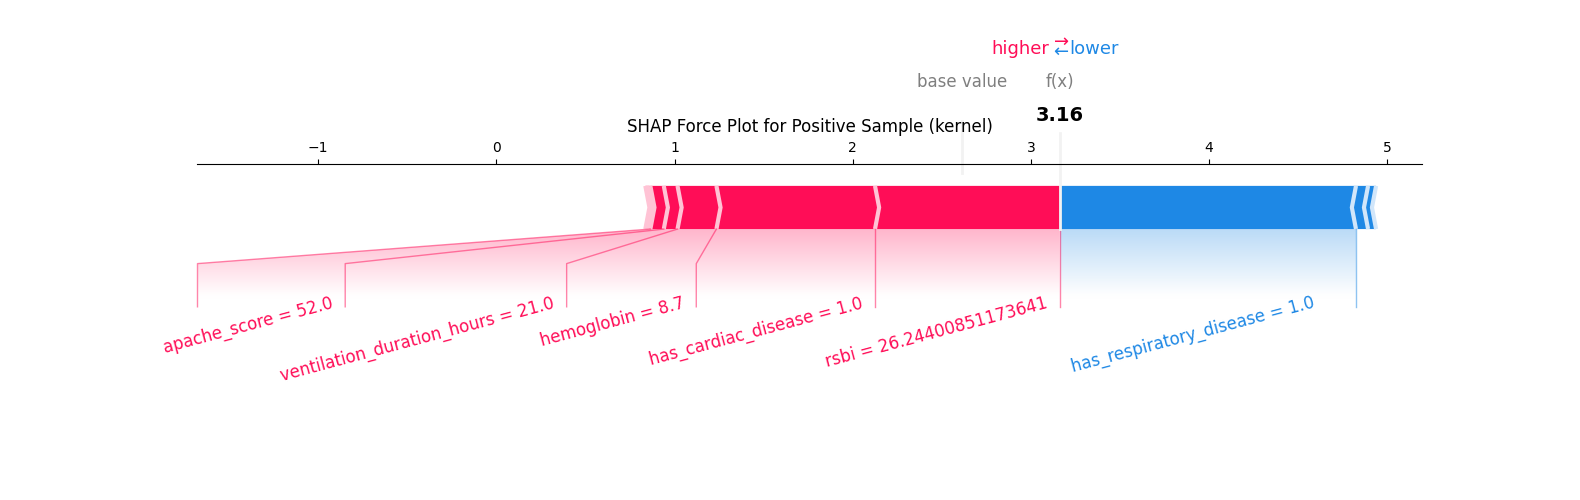 higher ⇄ lower
base value f(x)
3.16
SHAP Force Plot for Positive Sample (kernel)
−1 0 1 2 3 4 5
apache_score = 52.0
ventilation_duration_hours = 21.0
hemoglobin = 8.7
has_cardiac_disease = 1.0
rsbi = 26.24400851173641
has_respiratory_disease = 1.0